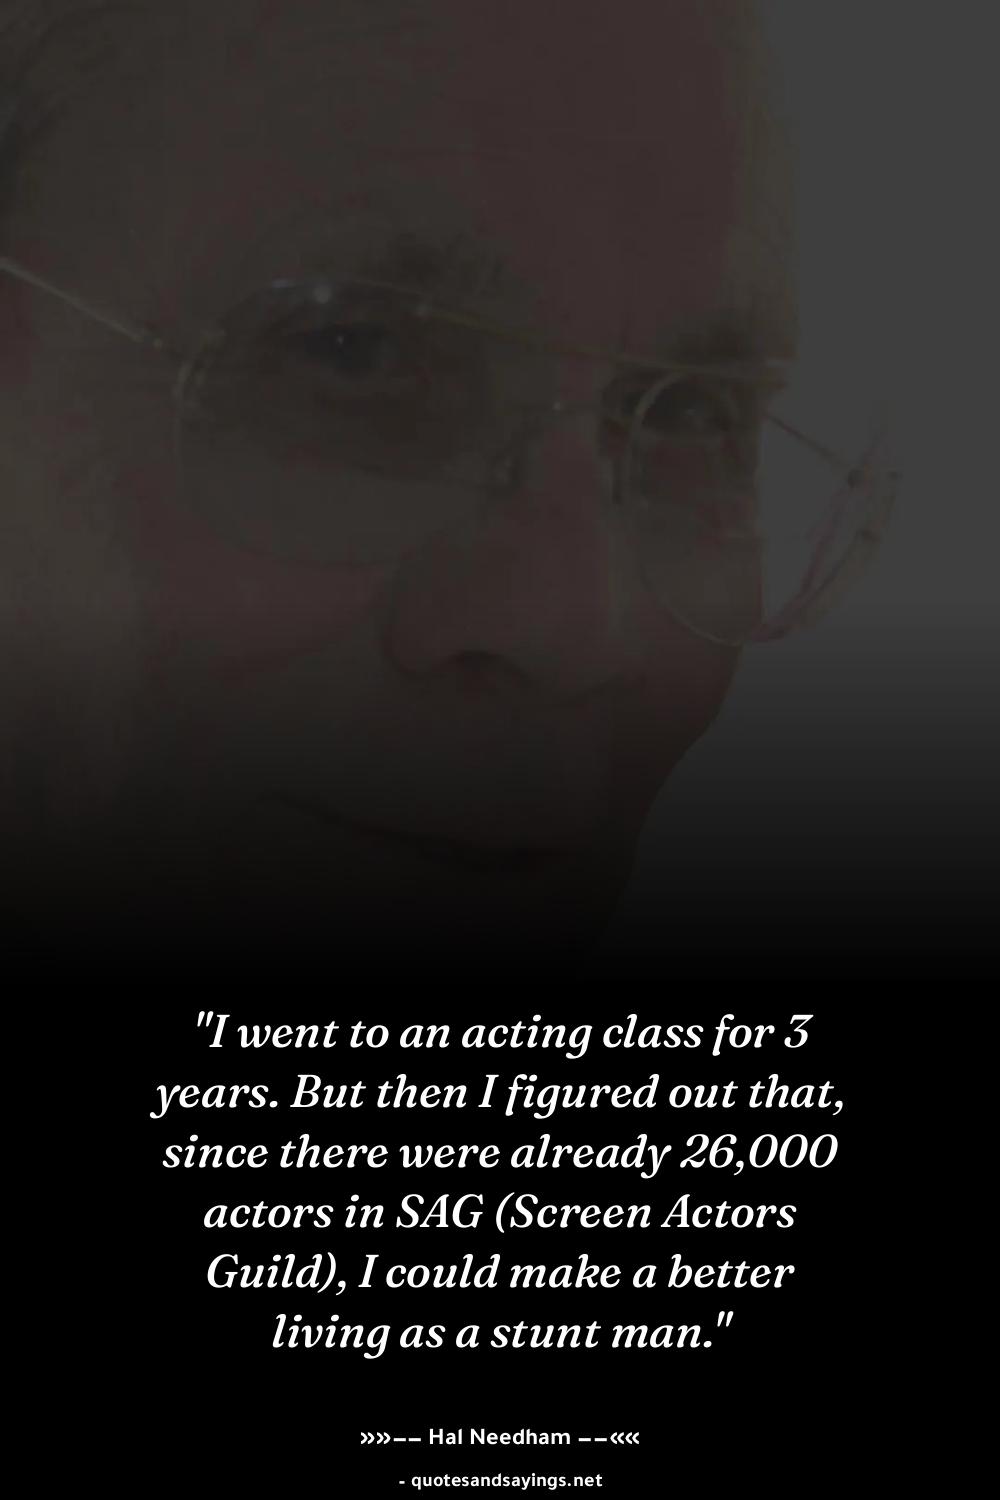 "I went to an acting class for 3
years. But then I figured out that,
since there were already 26,000
actors in SAG (Screen Actors
Guild), I could make a better
living as a stunt man."
»»−− Hal Needham −−««
- quotesandsayings.net